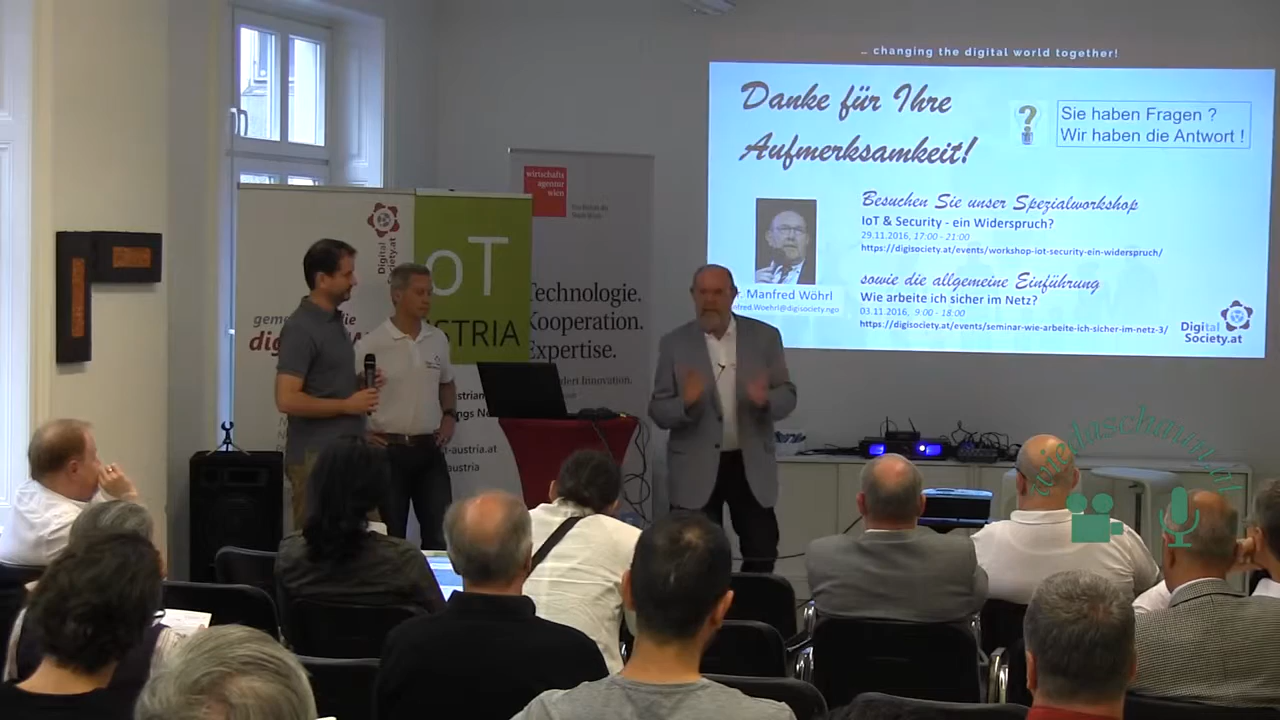 … changing the digital world together!
Danke für Ihre
Aufmerksamkeit!
?
Sie haben Fragen ?
Wir haben die Antwort !
Besuchen Sie unser Spezialworkshop
IoT & Security - ein Widerspruch?
29.11.2016, 17:00 - 21:00
https://digisociety.at/events/workshop-iot-security-ein-widerspruch/
sowie die allgemeine Einführung
Wie arbeite ich sicher im Netz?
03.11.2016, 9:00 - 18:00
https://digisociety.at/events/seminar-wie-arbeite-ich-sicher-im-netz-3/
Manfred Wöhrl
Digital
Society.at
wirtschafts
agentur
wien
Technologie.
Kooperation.
Expertise.
Digital
Society.at
oT
STRIA
wiedaschaun.at